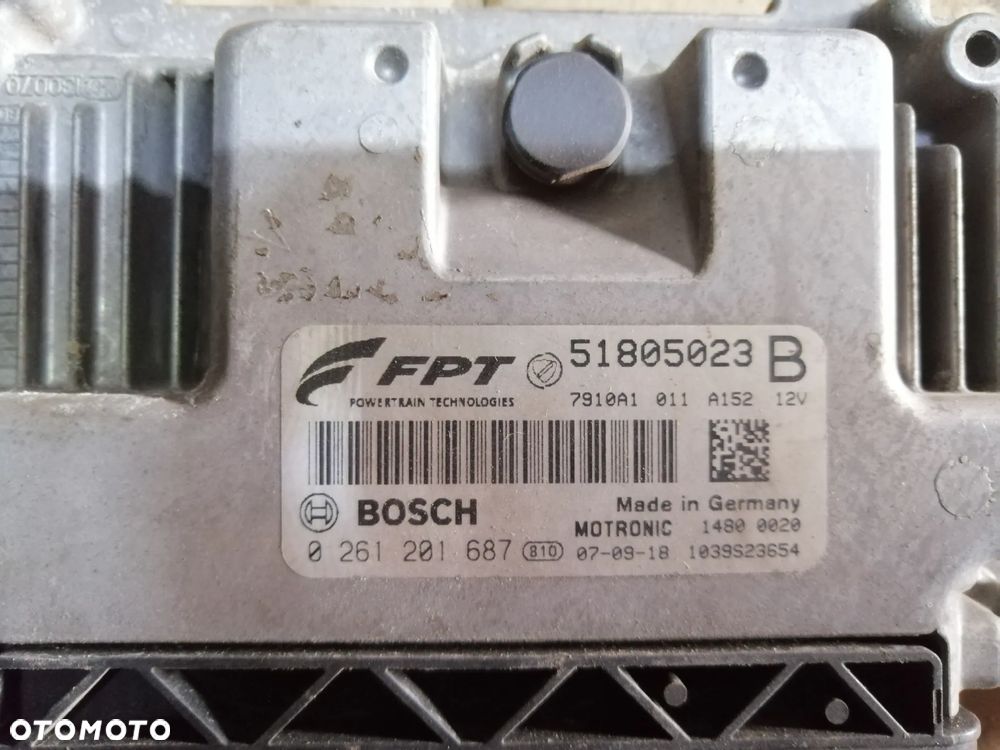 FPT 51805023 B
POWERTRAIN TECHNOLOGIES 7910A1 011 A152 12V
BOSCH Made in Germany
MOTRONIC 1480 0020
0 261 201 687 810 07-09-18 1039S23654
OTOMOTO